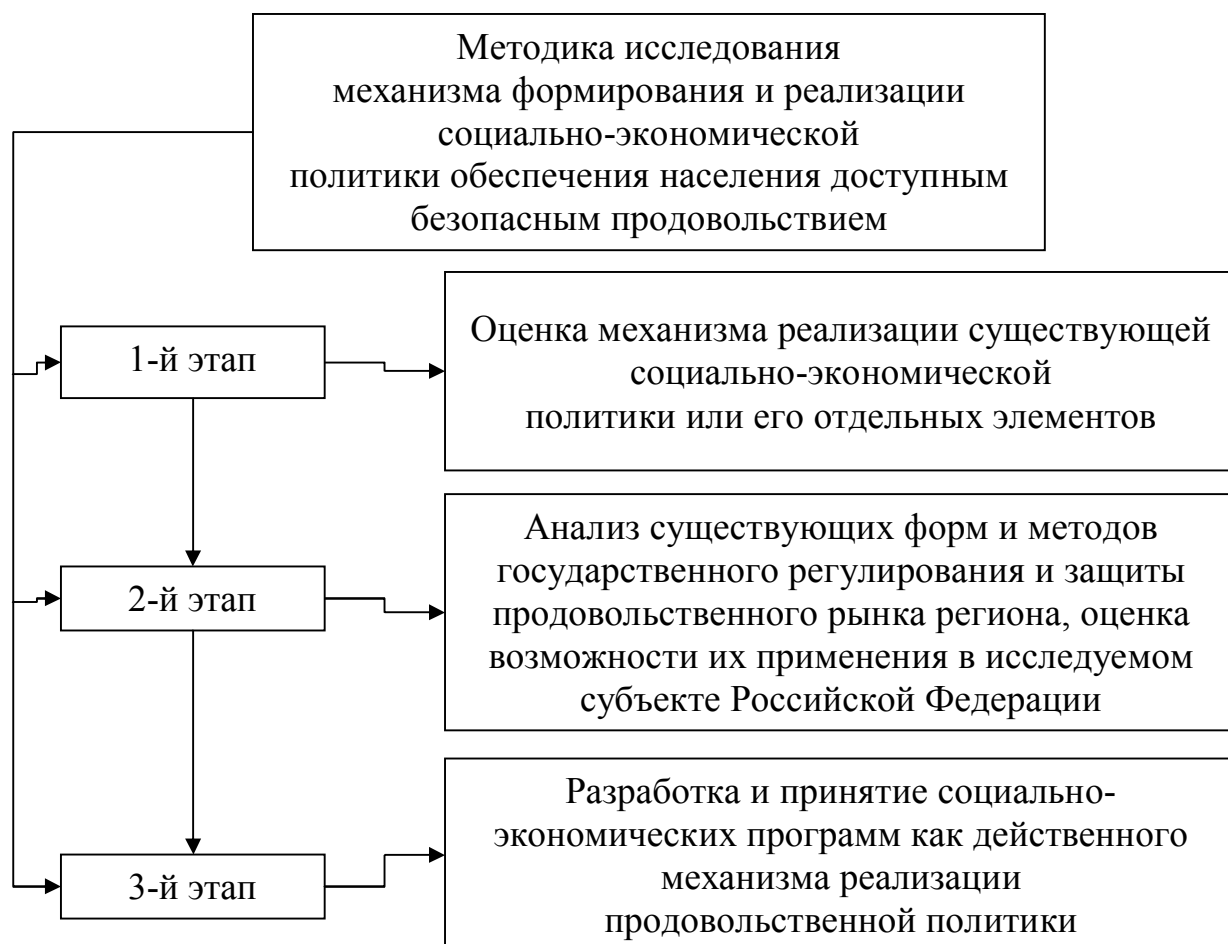 Методика исследования
механизма формирования и реализации
социально-экономической
политики обеспечения населения доступным
безопасным продовольствием
1-й этап
Оценка механизма реализации существующей
социально-экономической
политики или его отдельных элементов
2-й этап
Анализ существующих форм и методов
государственного регулирования и защиты
продовольственного рынка региона, оценка
возможности их применения в исследуемом
субъекте Российской Федерации
3-й этап
Разработка и принятие социально-
экономических программ как действенного
механизма реализации
продовольственной политики